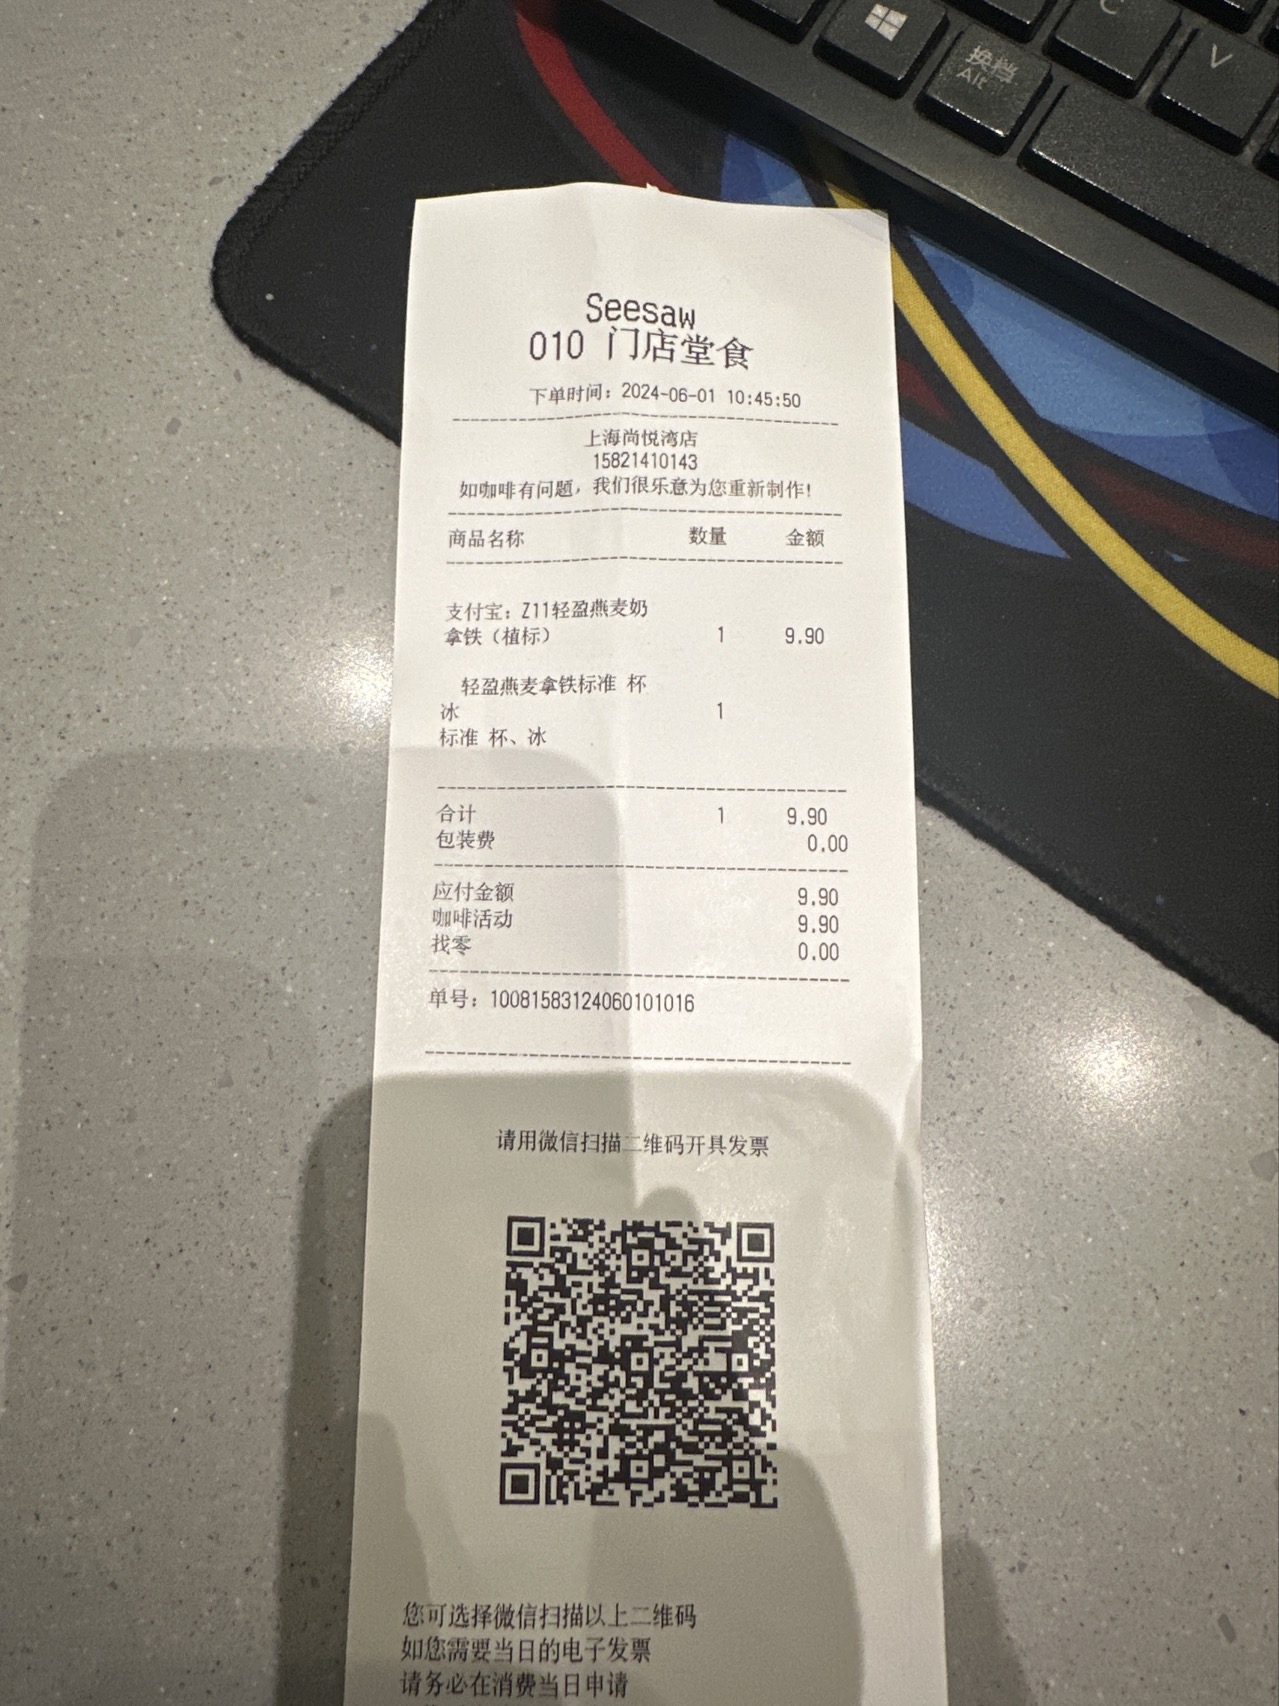 换档
Alt
C
V
Seesaw
010 门店堂食
下单时间：2024-06-01 10:45:50
上海尚悦湾店
15821410143
如咖啡有问题，我们很乐意为您重新制作！
商品名称 数量 金额
支付宝：Z11轻盈燕麦奶
拿铁（植标） 1 9.90
轻盈燕麦拿铁标准 杯
冰 1
标准 杯、冰
合计 1 9.90
包装费 0.00
应付金额 9.90
咖啡活动 9.90
找零 0.00
单号：10081583124060101016
请用微信扫描二维码开具发票
您可选择微信扫描以上二维码
如您需要当日的电子发票
请务必在消费当日申请